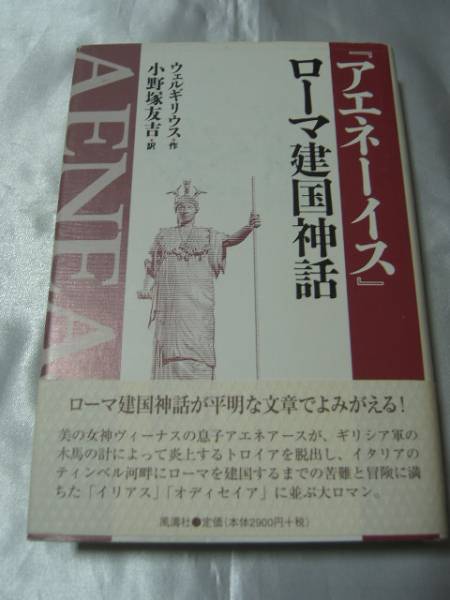 『アエネーイス』
ローマ建国神話
ウェルギリウス・作
小野塚友吉・訳
AENEA
ローマ建国神話が平明な文章でよみがえる!
美の女神ヴィーナスの息子アエネアースが、ギリシア軍の
木馬の計によって炎上するトロイアを脱出し、イタリアの
ティンベル河畔にローマを建国するまでの苦難と冒険に満
ちた「イリアス」「オディセイア」に並ぶ大ロマン。
風濤社●定価(本体2900円+税)